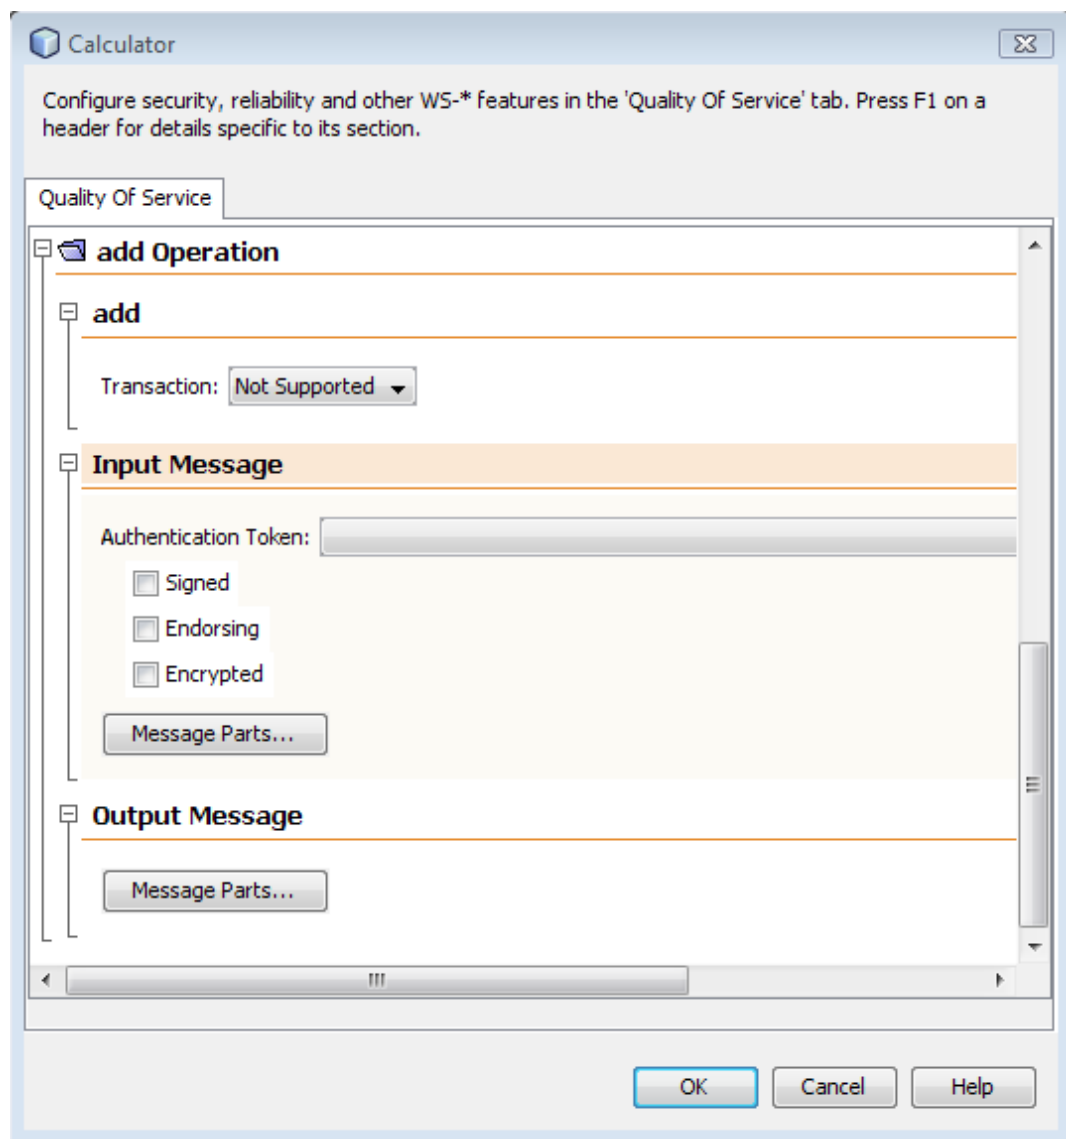 Calculator
Configure security, reliability and other WS-* features in the 'Quality Of Service' tab. Press F1 on a
header for details specific to its section.
Quality Of Service
add Operation
add
Transaction: Not Supported
Input Message
Authentication Token:
Signed
Endorsing
Encrypted
Message Parts...
Output Message
Message Parts...
OK Cancel Help